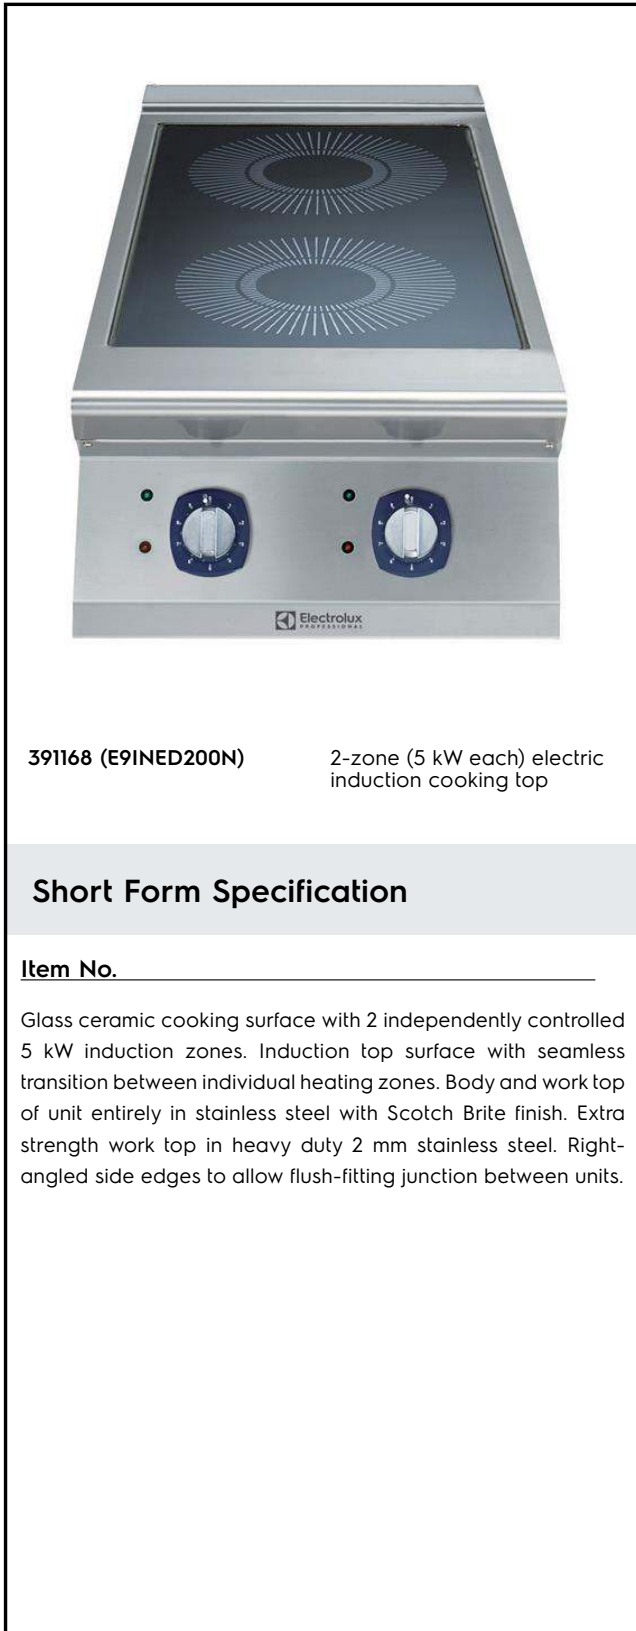 Electrolux
PROFESSIONAL
391168 (E9INED200N)
2-zone (5 kW each) electric
induction cooking top
Short Form Specification
Item No.
Glass ceramic cooking surface with 2 independently controlled
5 kW induction zones. Induction top surface with seamless
transition between individual heating zones. Body and work top
of unit entirely in stainless steel with Scotch Brite finish. Extra
strength work top in heavy duty 2 mm stainless steel. Right-
angled side edges to allow flush-fitting junction between units.